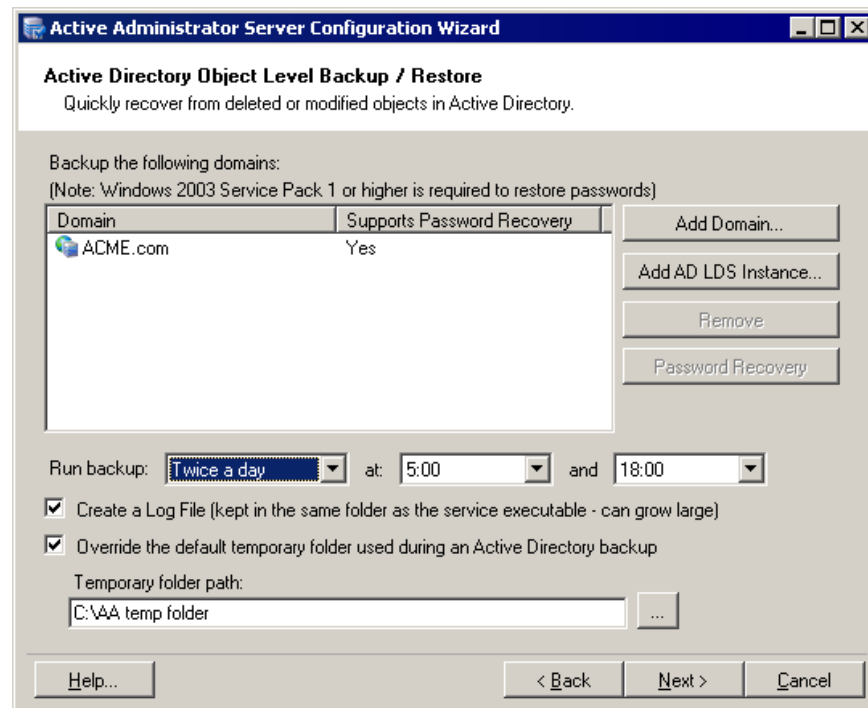 Active Administrator Server Configuration Wizard
Active Directory Object Level Backup / Restore
Quickly recover from deleted or modified objects in Active Directory.
Backup the following domains:
(Note: Windows 2003 Service Pack 1 or higher is required to restore passwords)
Domain Supports Password Recovery
ACME.com Yes
Add Domain...
Add AD LDS Instance...
Remove
Password Recovery
Run backup: Twice a day at: 5:00 and 18:00
Create a Log File (kept in the same folder as the service executable - can grow large)
Override the default temporary folder used during an Active Directory backup
Temporary folder path:
C:\AA temp folder ...
Help... < Back Next > Cancel